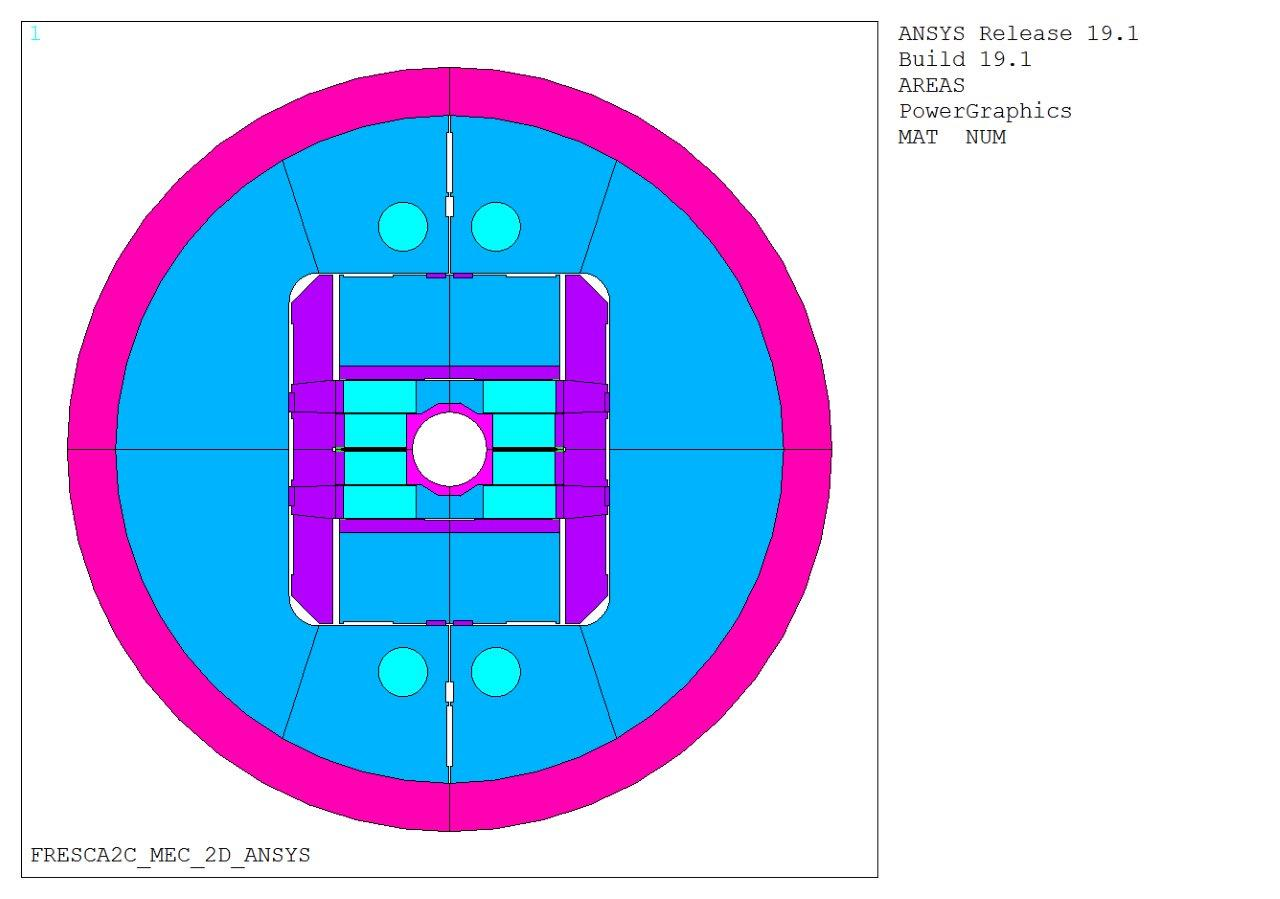 1
ANSYS Release 19.1
Build 19.1
AREAS
PowerGraphics
MAT  NUM
FRESCA2C_MEC_2D_ANSYS